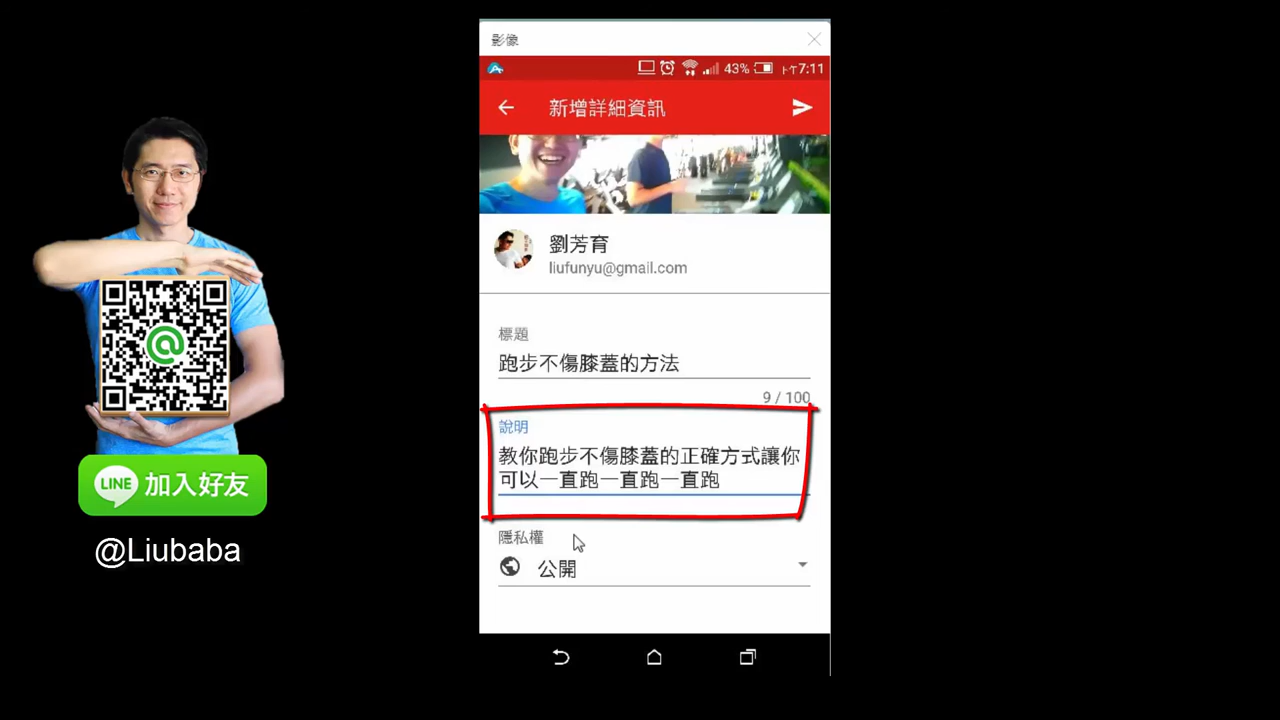 影像
43% 下午7:11
新增詳細資訊
劉芳育
liufunyu@gmail.com
標題
跑步不傷膝蓋的方法
9 / 100
說明
教你跑步不傷膝蓋的正確方式讓你
可以一直跑一直跑一直跑
隱私權
公開
@
LINE 加入好友
@Liubaba